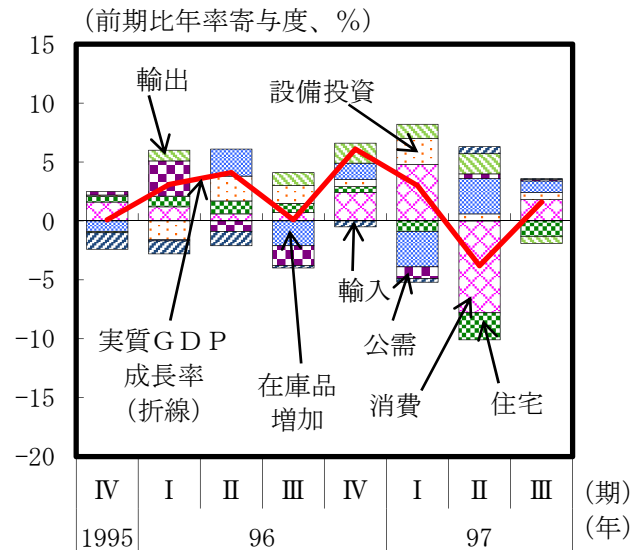 (前期比年率寄与度、%)
15
10
5
0
-5
-10
-15
-20
輸出
設備投資
実質GDP
成長率
(折線)
在庫品
増加
輸入
公需
消費
住宅
Ⅳ Ⅰ Ⅱ Ⅲ Ⅳ Ⅰ Ⅱ Ⅲ (期)
1995 96 97 (年)